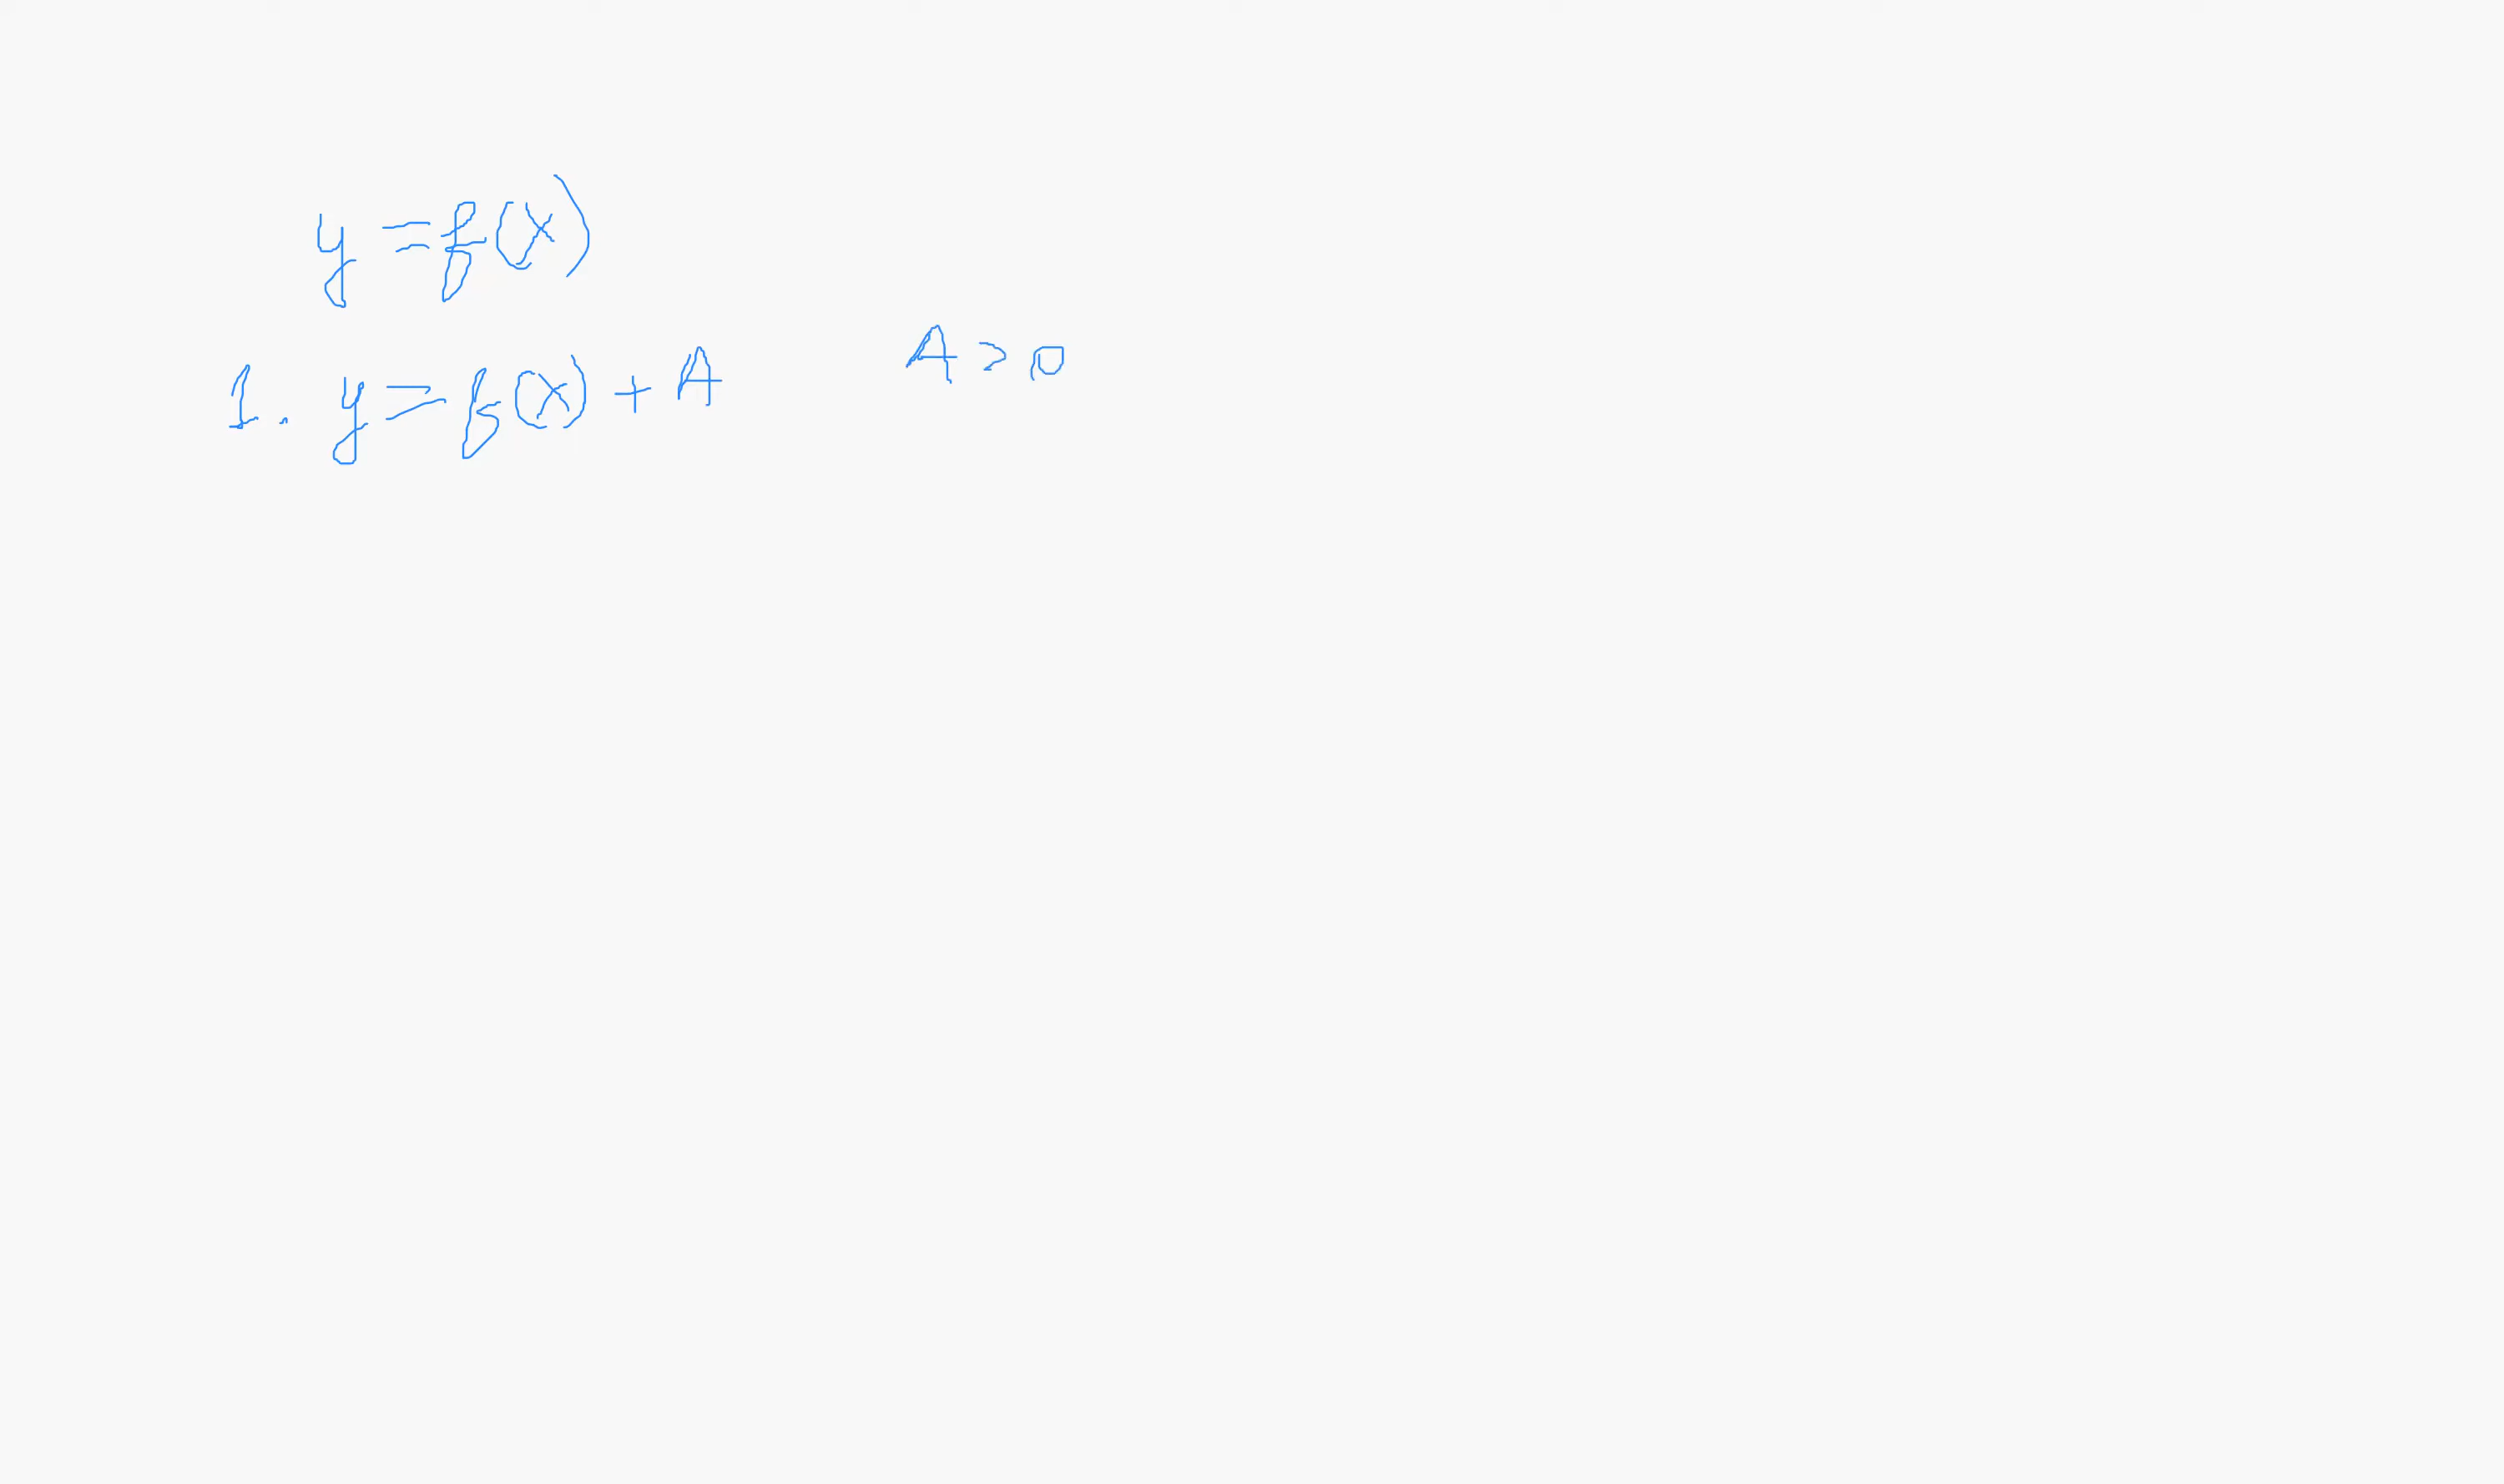 y = f(x)
1. y = f(x) + A A > 0